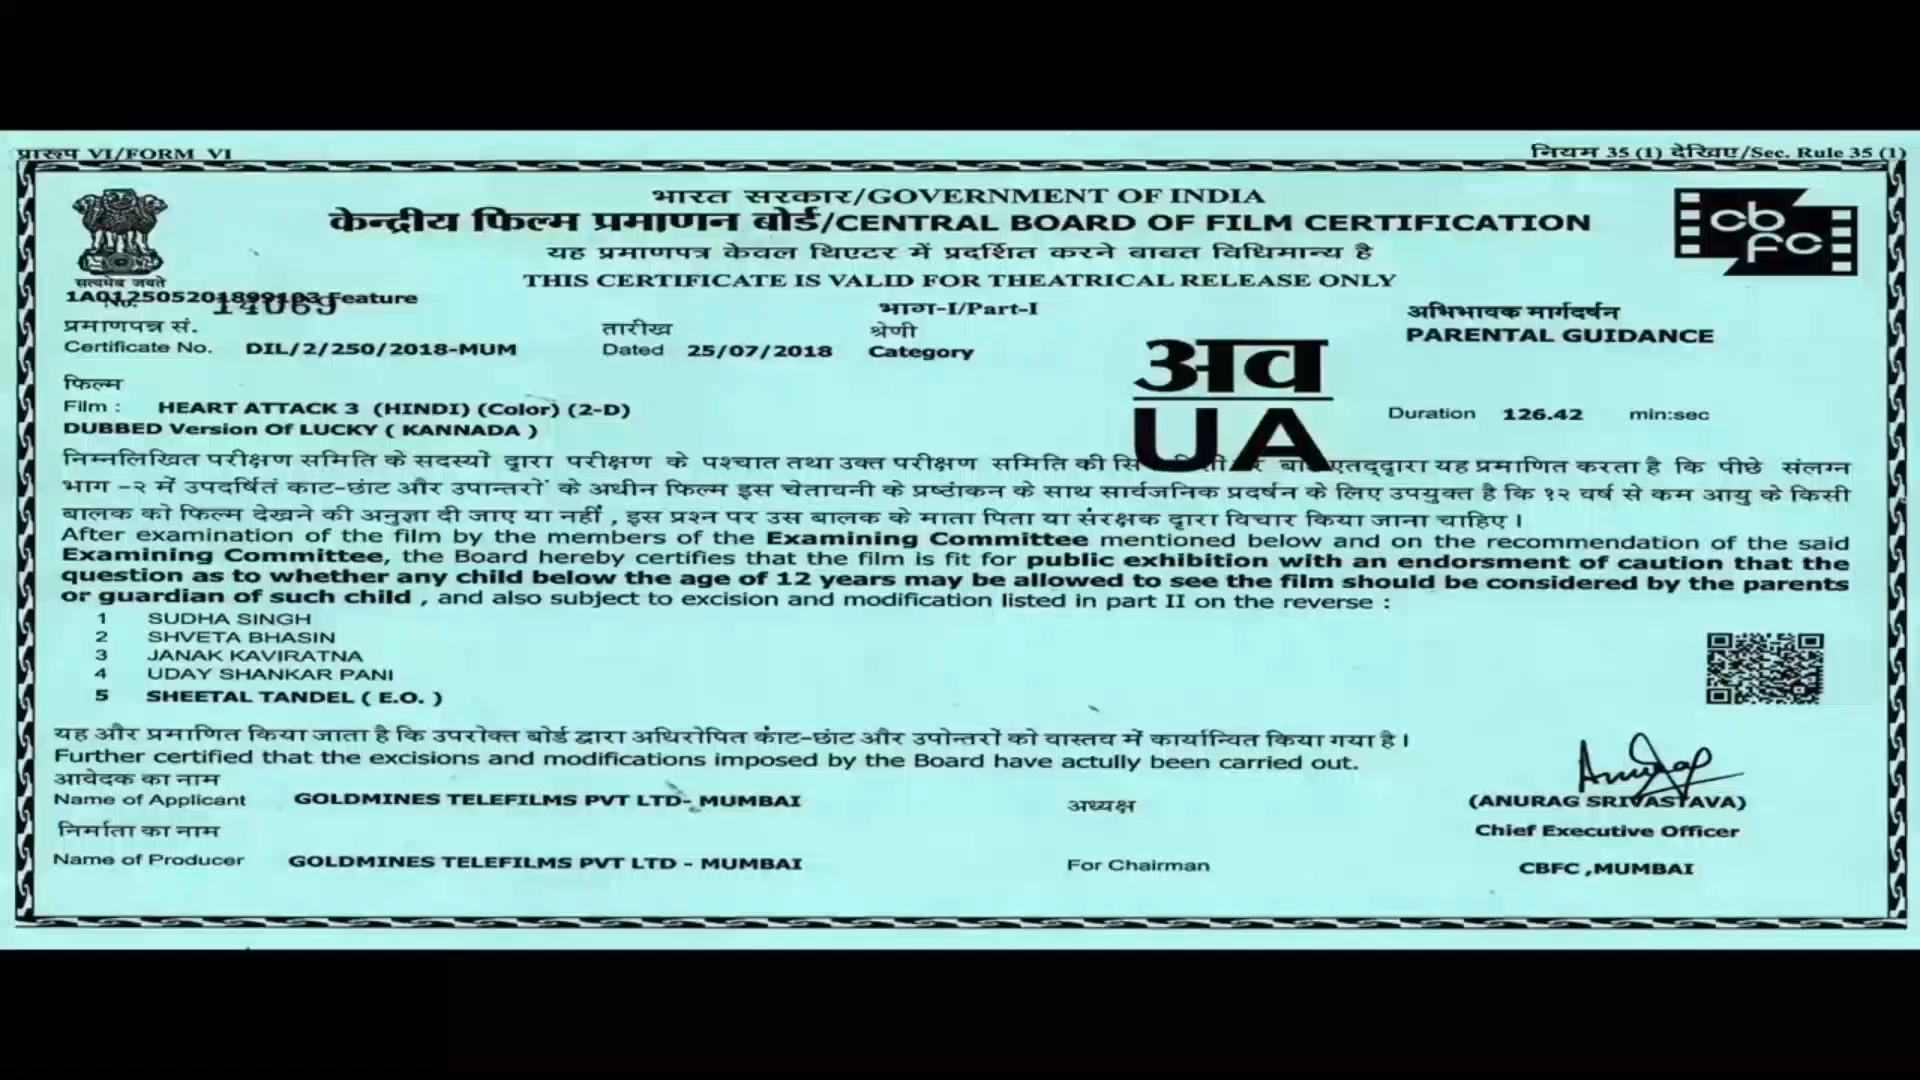 प्रारूप VI/FORM VI
नियम 35 (1) देखिए/Sec. Rule 35 (1)
भारत सरकार/GOVERNMENT OF INDIA
केन्द्रीय फिल्म प्रमाणन बोर्ड/CENTRAL BOARD OF FILM CERTIFICATION
cbfc
यह प्रमाणपत्र केवल थिएटर में प्रदर्शित करने बाबत विधिमान्य है
THIS CERTIFICATE IS VALID FOR THEATRICAL RELEASE ONLY
सत्यमेव जयते
Feature
No. 14069
भाग-I/Part-I
अभिभावक मार्गदर्शन
PARENTAL GUIDANCE
प्रमाणपत्र सं. तारीख श्रेणी
Certificate No. DIL/2/250/2018-MUM Dated 25/07/2018 Category
अव
UA
फिल्म
Film : HEART ATTACK 3 (HINDI) (Color) (2-D)
Duration 126.42 min:sec
DUBBED Version Of LUCKY ( KANNADA )
निम्नलिखित परीक्षण समिति के सदस्यों द्वारा परीक्षण के पश्चात तथा उक्त परीक्षण समिति की एतद्द्वारा यह प्रमाणित करता है कि पीछे संलग्न
भाग -२ में उपदर्षितं काट-छांट और उपान्तरों के अधीन फिल्म इस चेतावनी के प्रष्ठांकन के साथ सार्वजनिक प्रदर्षन के लिए उपयुक्त है कि १२ वर्ष से कम आयु के किसी
बालक को फिल्म देखने की अनुज्ञा दी जाए या नहीं , इस प्रश्न पर उस बालक के माता पिता या संरक्षक द्वारा विचार किया जाना चाहिए ।
After examination of the film by the members of the Examining Committee mentioned below and on the recommendation of the said
Examining Committee, the Board hereby certifies that the film is fit for public exhibition with an endorsment of caution that the
question as to whether any child below the age of 12 years may be allowed to see the film should be considered by the parents
or guardian of such child , and also subject to excision and modification listed in part II on the reverse :
1 SUDHA SINGH
2 SHVETA BHASIN
3 JANAK KAVIRATNA
4 UDAY SHANKAR PANI
5 SHEETAL TANDEL ( E.O. )
यह और प्रमाणित किया जाता है कि उपरोक्त बोर्ड द्वारा अधिरोपित कांट-छांट और उपोन्तरों को वास्तव में कार्यान्वित किया गया है ।
Further certified that the excisions and modifications imposed by the Board have actully been carried out.
आवेदक का नाम
Name of Applicant GOLDMINES TELEFILMS PVT LTD- MUMBAI
अध्यक्ष
(ANURAG SRIVASTAVA)
निर्माता का नाम
Chief Executive Officer
Name of Producer GOLDMINES TELEFILMS PVT LTD - MUMBAI
For Chairman
CBFC ,MUMBAI